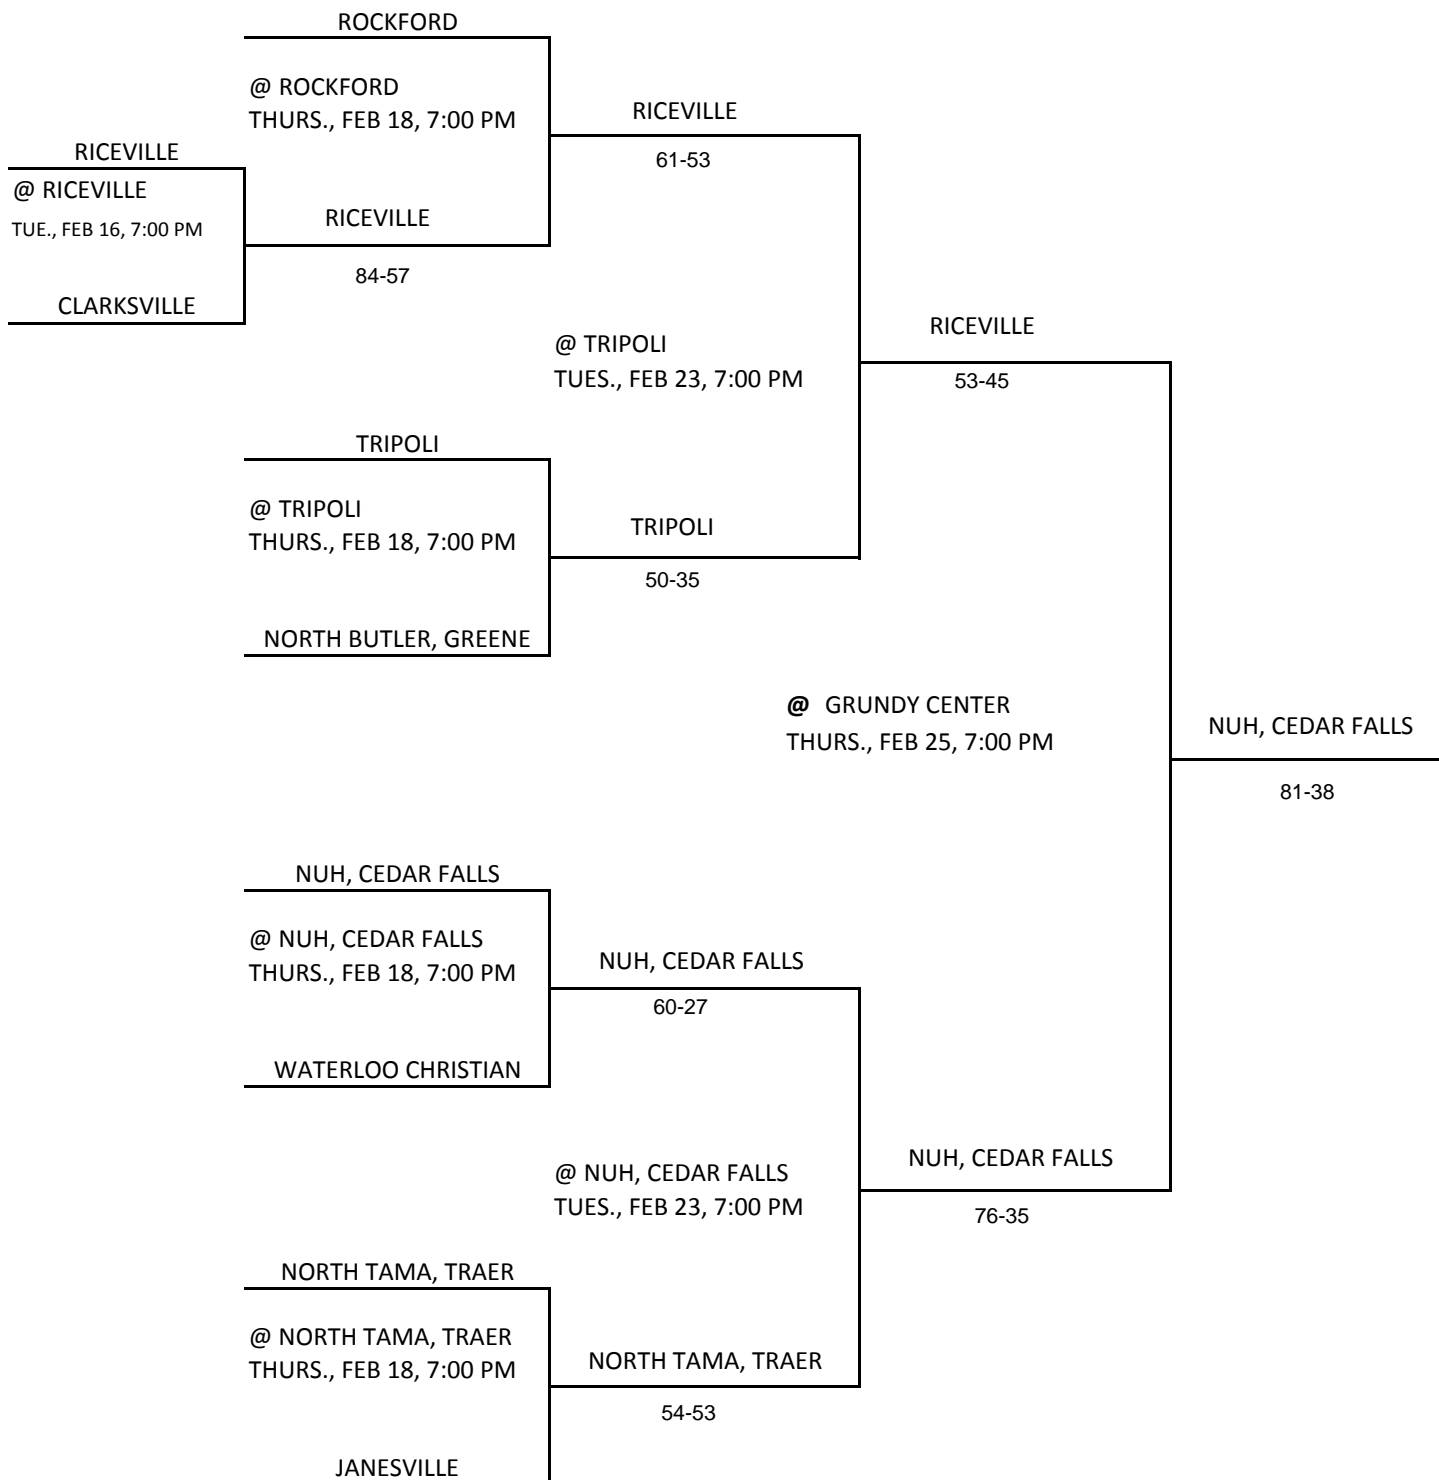 ROCKFORD
@ ROCKFORD
THURS., FEB 18, 7:00 PM
RICEVILLE
61-53
RICEVILLE
@ RICEVILLE
TUE., FEB 16, 7:00 PM
RICEVILLE
84-57
CLARKSVILLE
RICEVILLE
53-45
@ TRIPOLI
TUES., FEB 23, 7:00 PM
TRIPOLI
@ TRIPOLI
THURS., FEB 18, 7:00 PM
TRIPOLI
50-35
NORTH BUTLER, GREENE
@ GRUNDY CENTER
THURS., FEB 25, 7:00 PM
NUH, CEDAR FALLS
81-38
NUH, CEDAR FALLS
@ NUH, CEDAR FALLS
THURS., FEB 18, 7:00 PM
NUH, CEDAR FALLS
60-27
WATERLOO CHRISTIAN
@ NUH, CEDAR FALLS
TUES., FEB 23, 7:00 PM
NUH, CEDAR FALLS
76-35
NORTH TAMA, TRAER
@ NORTH TAMA, TRAER
THURS., FEB 18, 7:00 PM
NORTH TAMA, TRAER
54-53
JANESVILLE